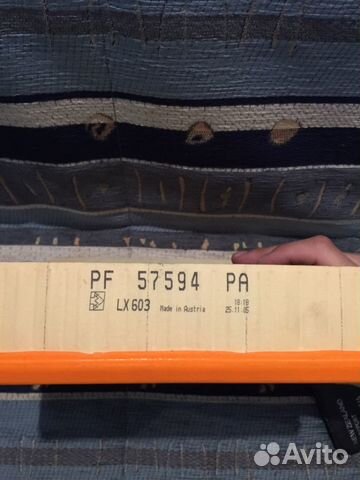 PF 57594 PA
LX603 Made in Austria
18:18
25.11.05
Avito